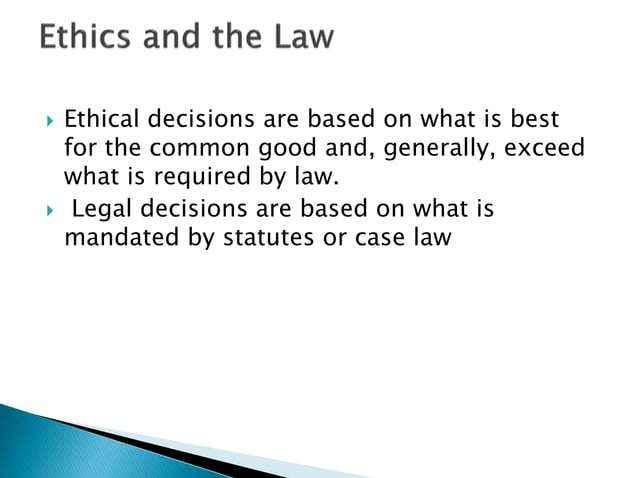 Ethics and the Law
Ethical decisions are based on what is best
for the common good and, generally, exceed
what is required by law.
Legal decisions are based on what is
mandated by statutes or case law